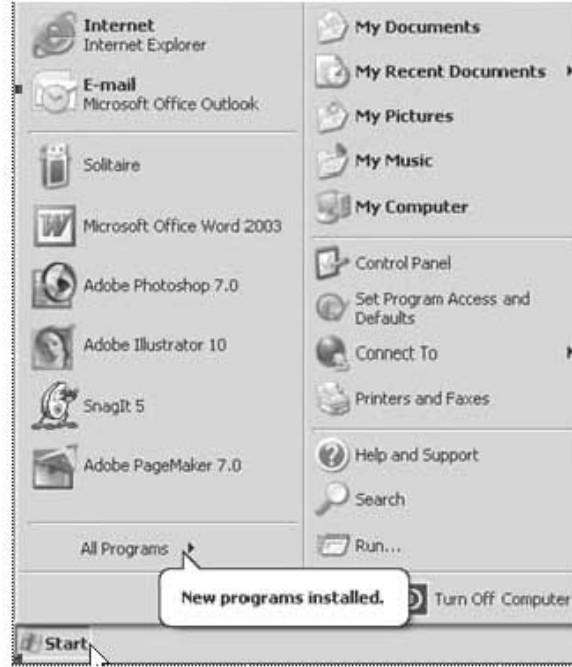 Internet
Internet Explorer
E-mail
Microsoft Office Outlook
Solitaire
Microsoft Office Word 2003
Adobe Photoshop 7.0
Adobe Illustrator 10
SnagIt 5
Adobe PageMaker 7.0
All Programs
My Documents
My Recent Documents
My Pictures
My Music
My Computer
Control Panel
Set Program Access and
Defaults
Connect To
Printers and Faxes
Help and Support
Search
Run...
New programs installed.
Turn Off Computer
Start